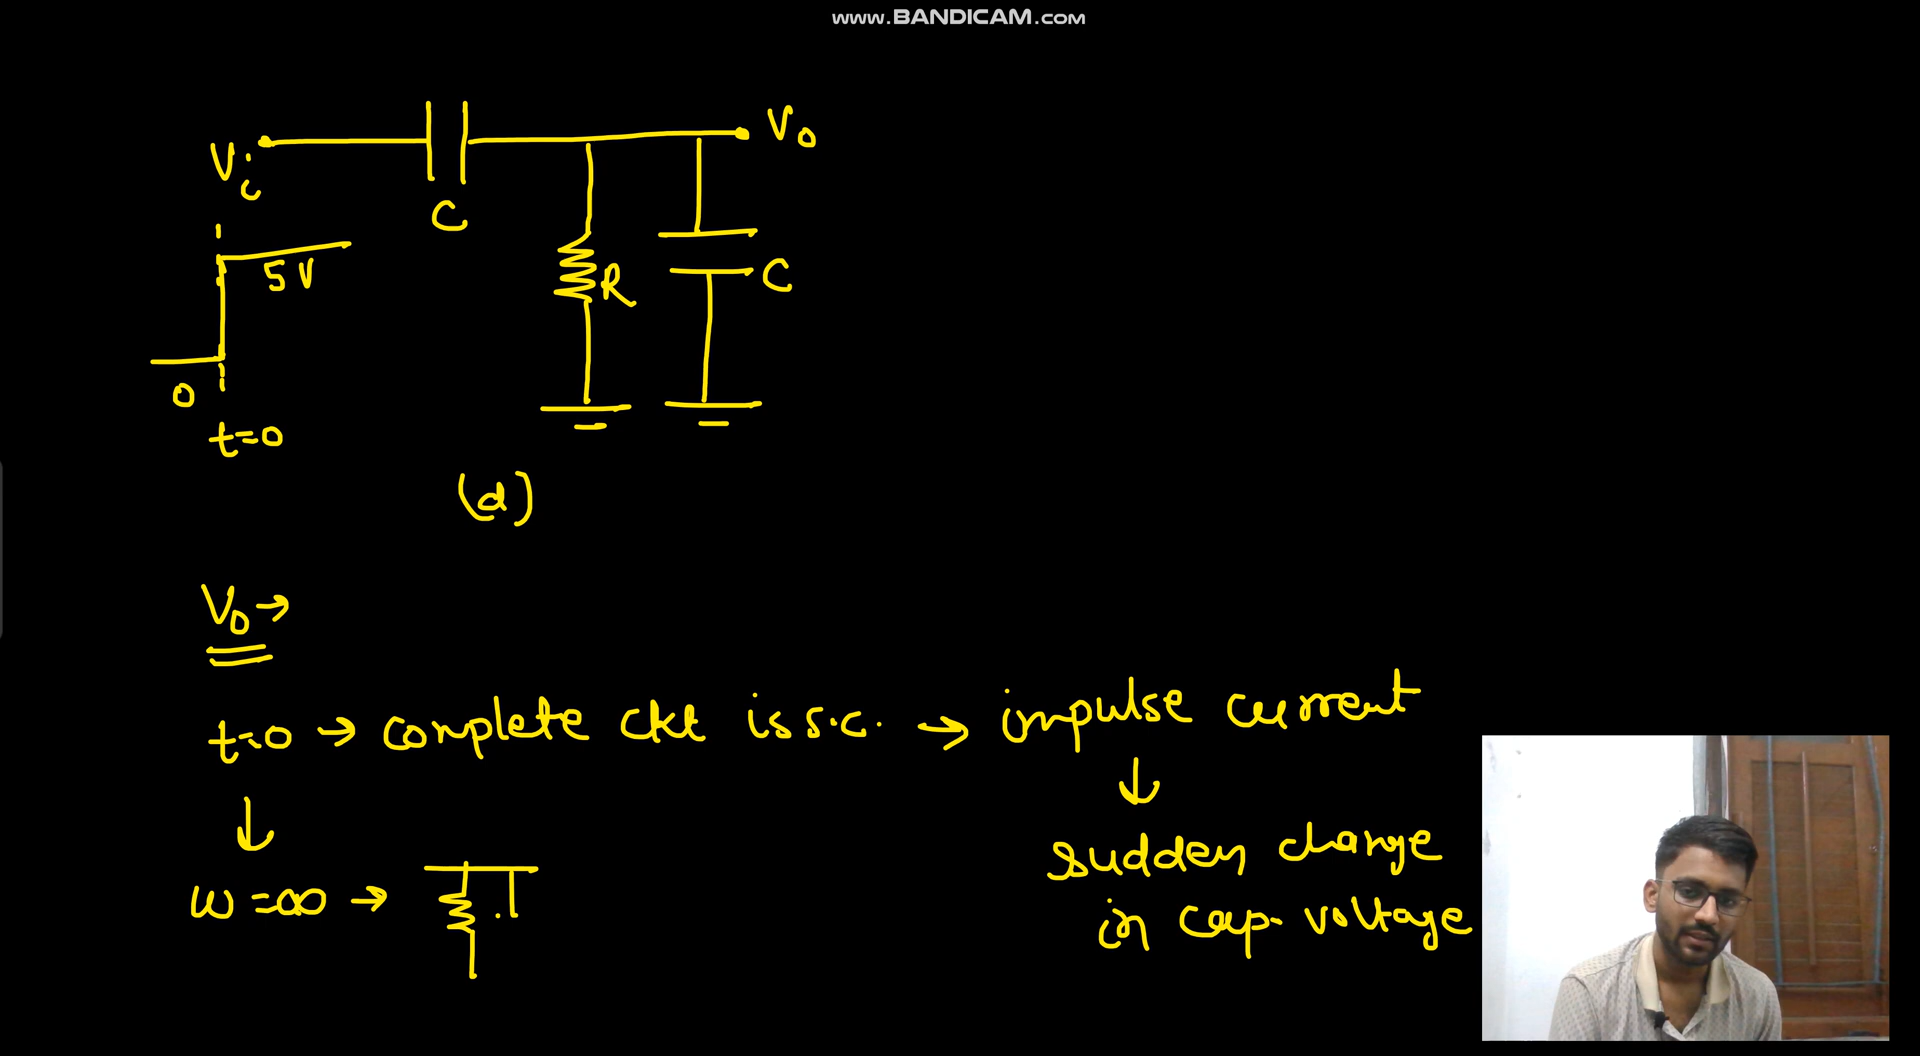 www.BANDICAM.com
Vi
C
Vo
5V
R
C
0
t=0
(d)
Vo →
t=0 → complete ckt is s.c. → impulse current
↓ ↓
sudden change
ω=∞ →
in cap. voltage